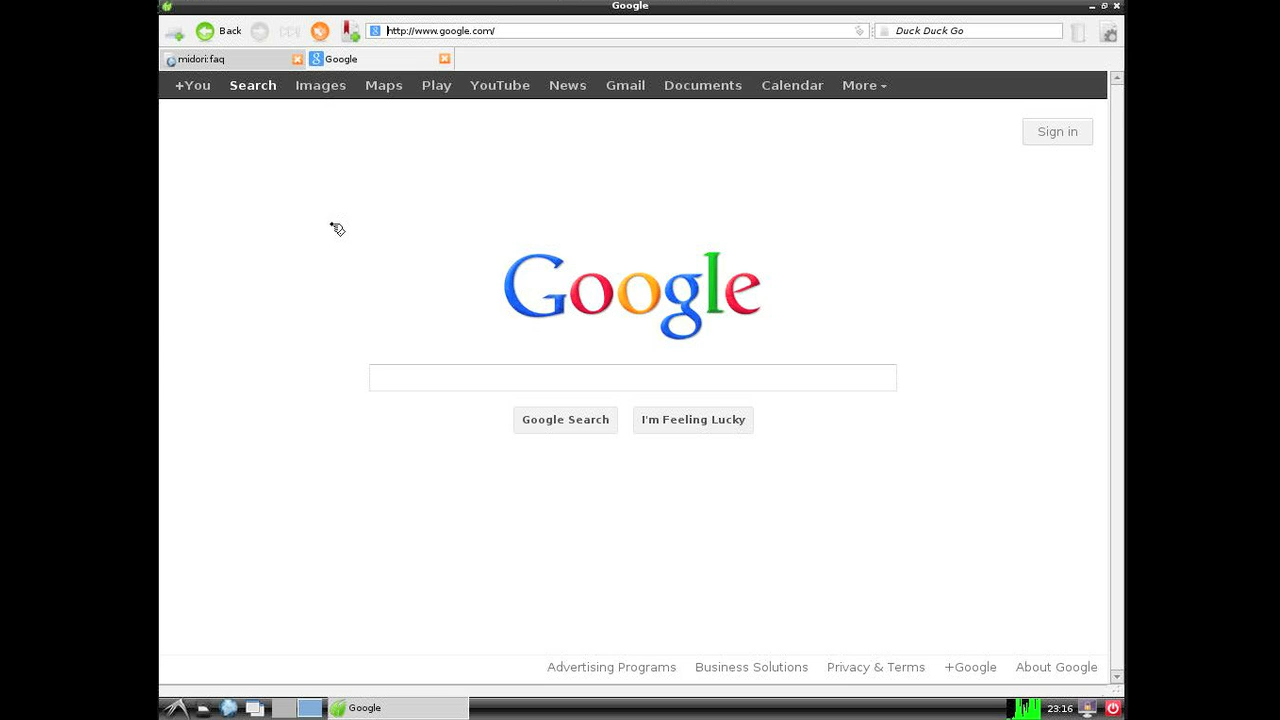 Google
Back http://www.google.com/ Duck Duck Go
midori:faq Google
+You Search Images Maps Play YouTube News Gmail Documents Calendar More
Sign in
Google
Google Search I'm Feeling Lucky
Advertising Programs Business Solutions Privacy & Terms +Google About Google
Google 23:16